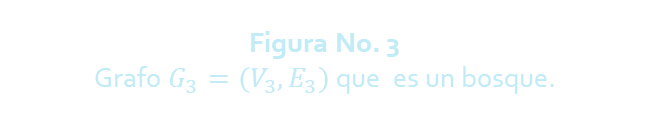 Figura No. 3
Grafo G₃ = (V₃, E₃) que es un bosque.